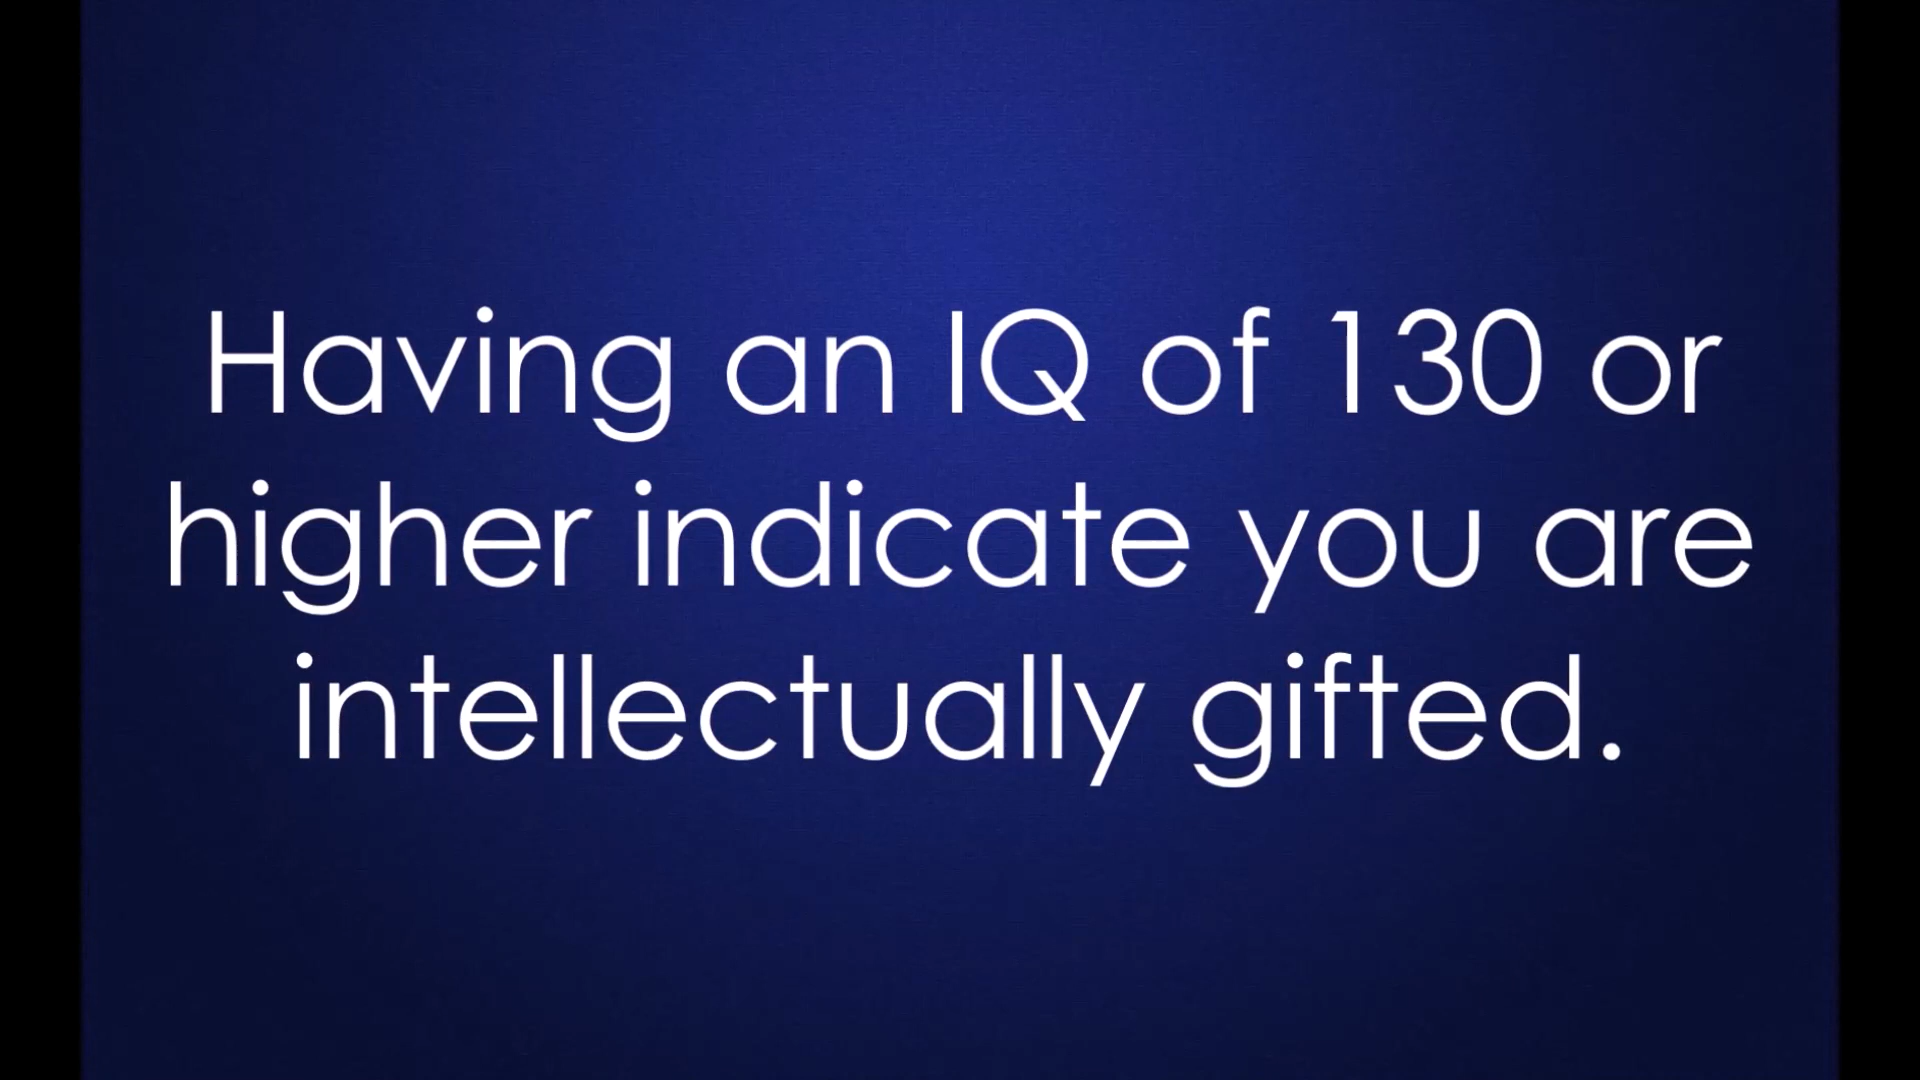 Having an IQ of 130 or
higher indicate you are
intellectually gifted.